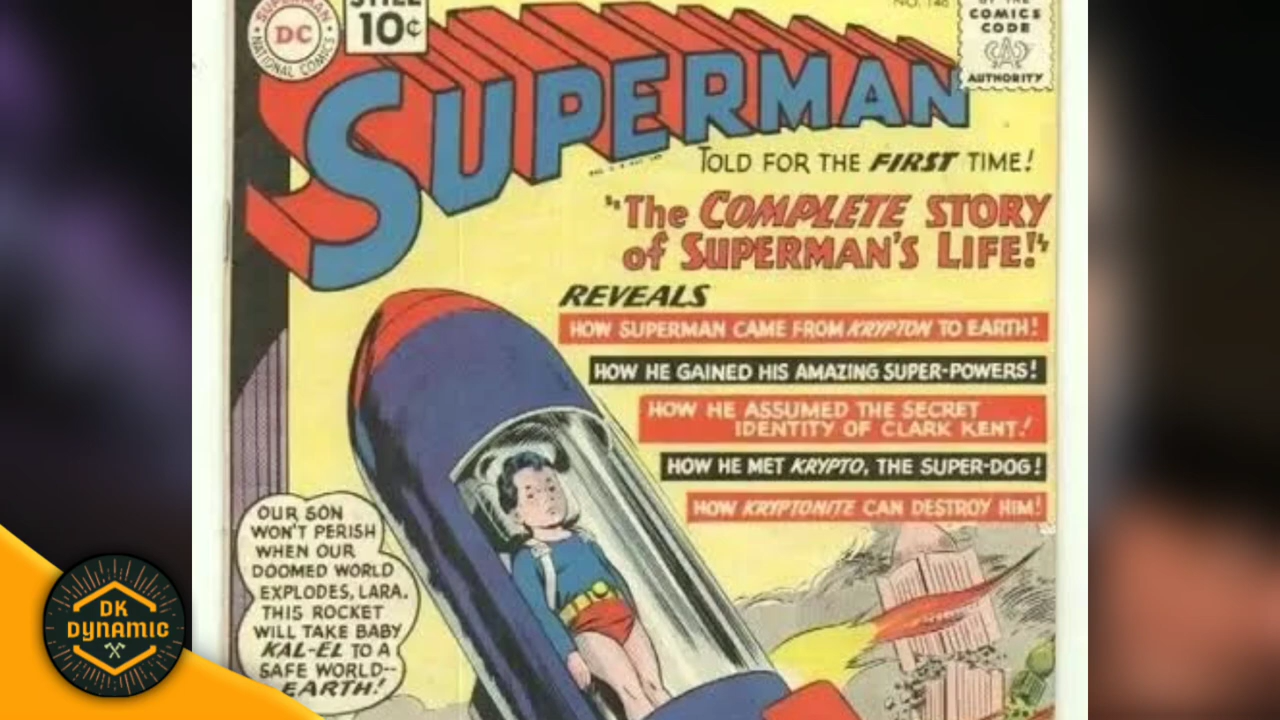 SUPERMAN
DC
NATIONAL COMICS
STILL
10¢
NO. 146
BY THE
COMICS
CODE
AUTHORITY
SUPERMAN
TOLD FOR THE FIRST TIME!
"The COMPLETE STORY
of SUPERMAN'S LIFE!"
REVEALS
HOW SUPERMAN CAME FROM KRYPTON TO EARTH!
HOW HE GAINED HIS AMAZING SUPER-POWERS!
HOW HE ASSUMED THE SECRET
IDENTITY OF CLARK KENT!
HOW HE MET KRYPTO, THE SUPER-DOG!
HOW KRYPTONITE CAN DESTROY HIM!
OUR SON
WON'T PERISH
WHEN OUR
DOOMED WORLD
EXPLODES, LARA.
THIS ROCKET
WILL TAKE BABY
KAL-EL TO A
SAFE WORLD--
EARTH!
DK
DYNAMIC